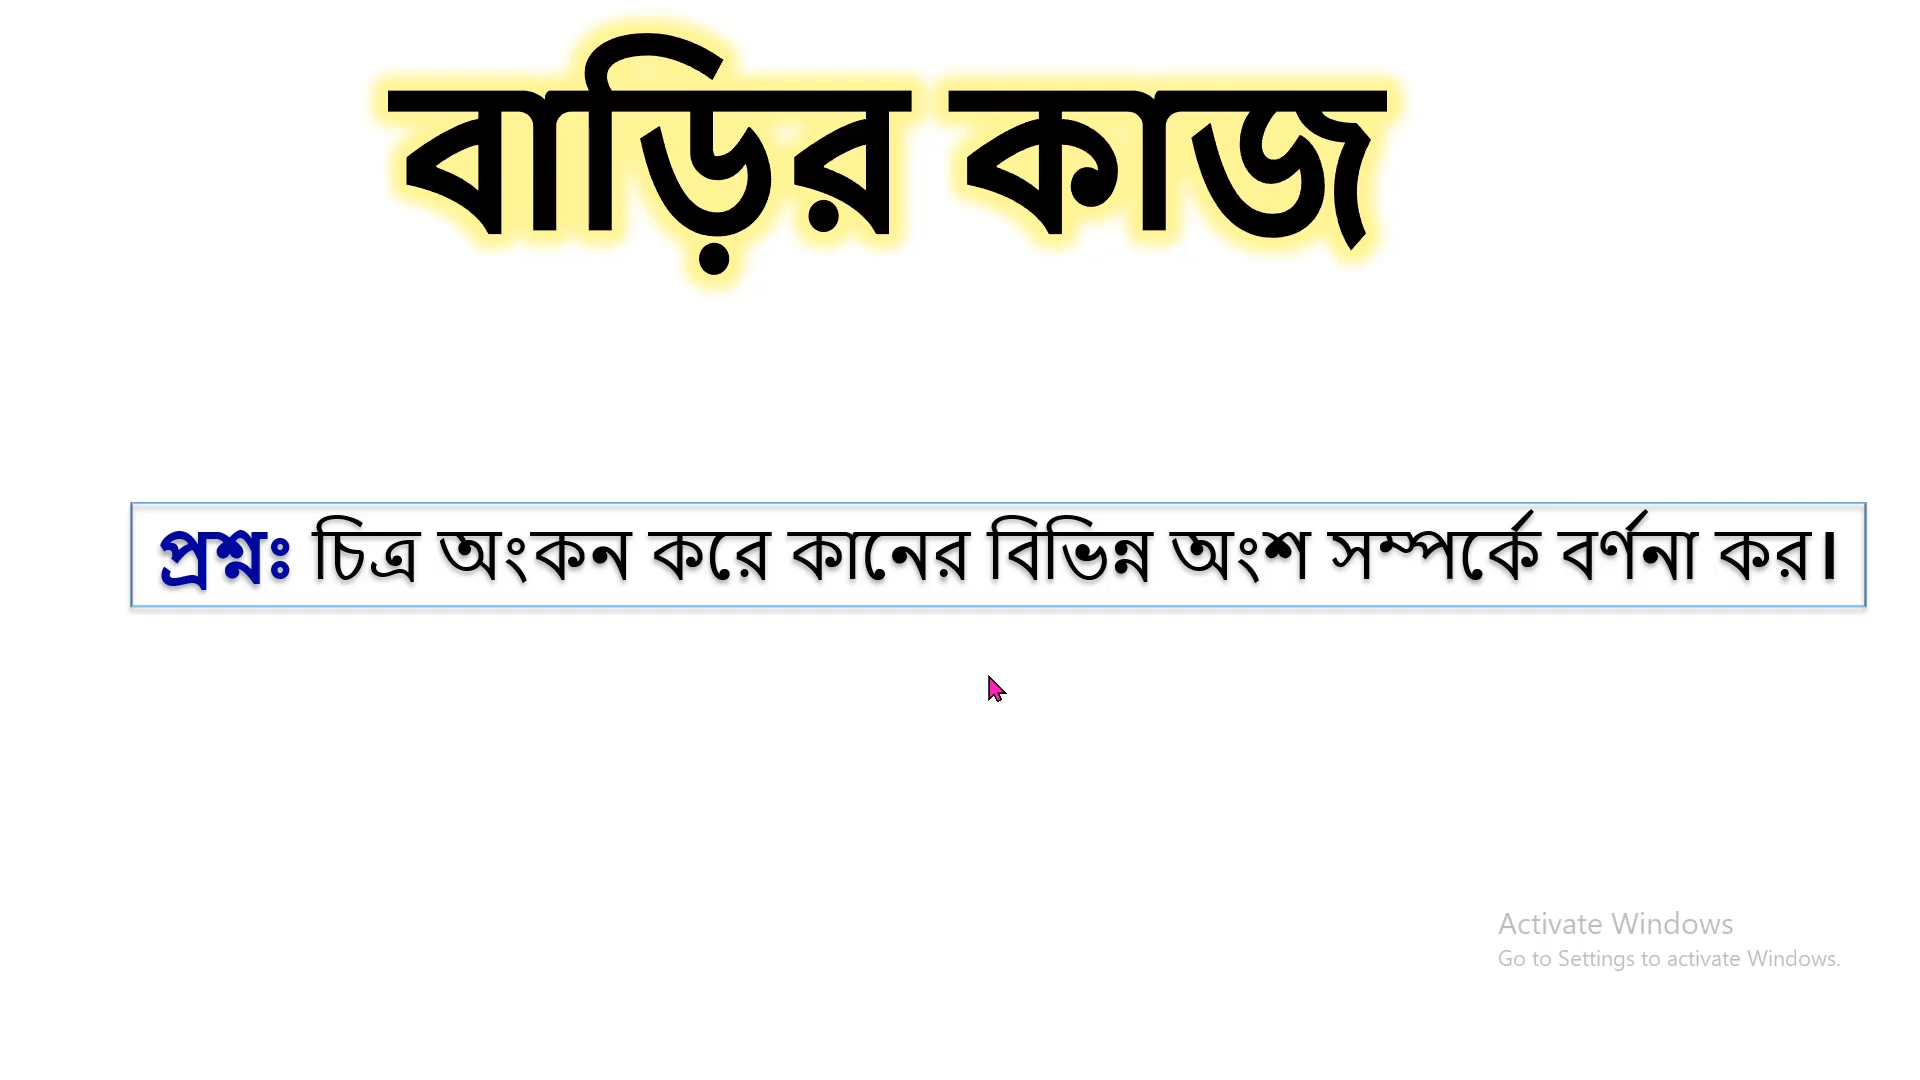 বাড়ির কাজ
প্রশ্নঃ চিত্র অংকন করে কানের বিভিন্ন অংশ সম্পর্কে বর্ণনা কর।
Activate Windows
Go to Settings to activate Windows.